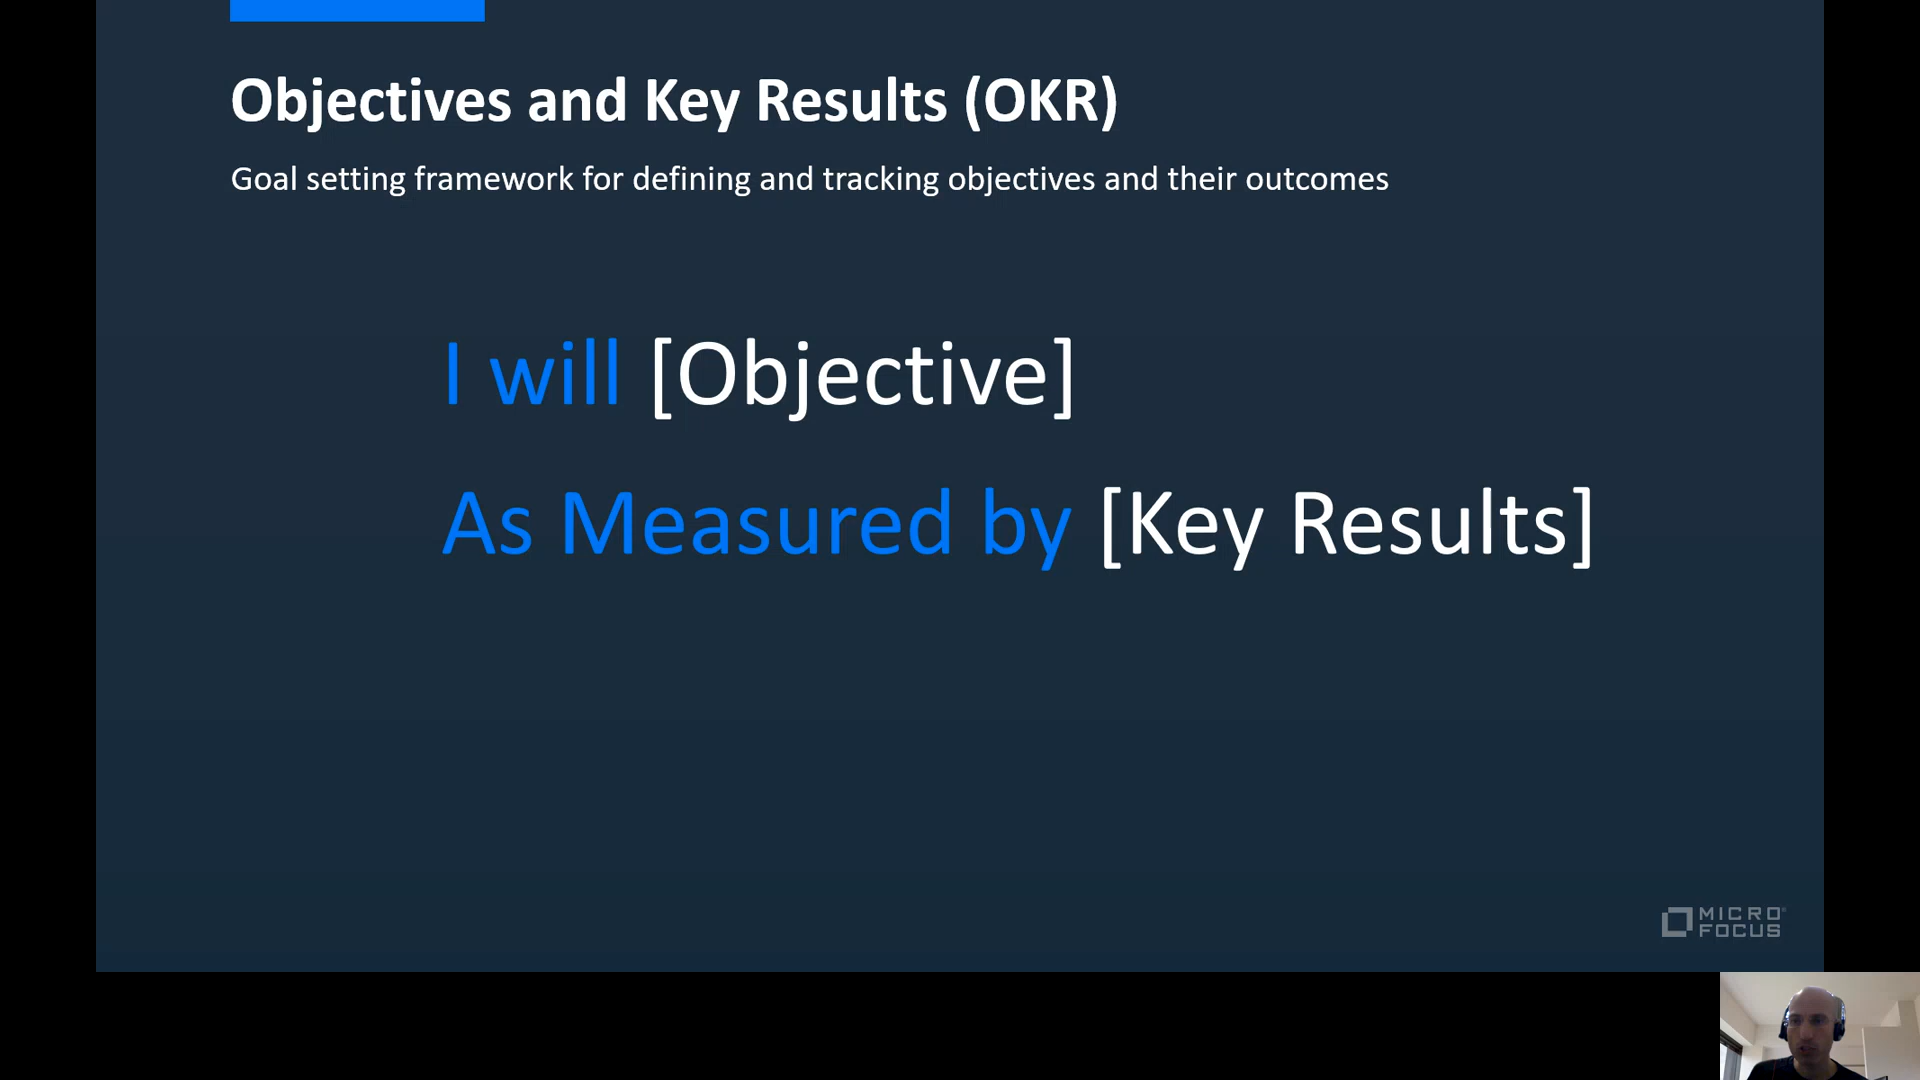 Objectives and Key Results (OKR)
Goal setting framework for defining and tracking objectives and their outcomes
I will [Objective]
As Measured by [Key Results]
MICRO
FOCUS